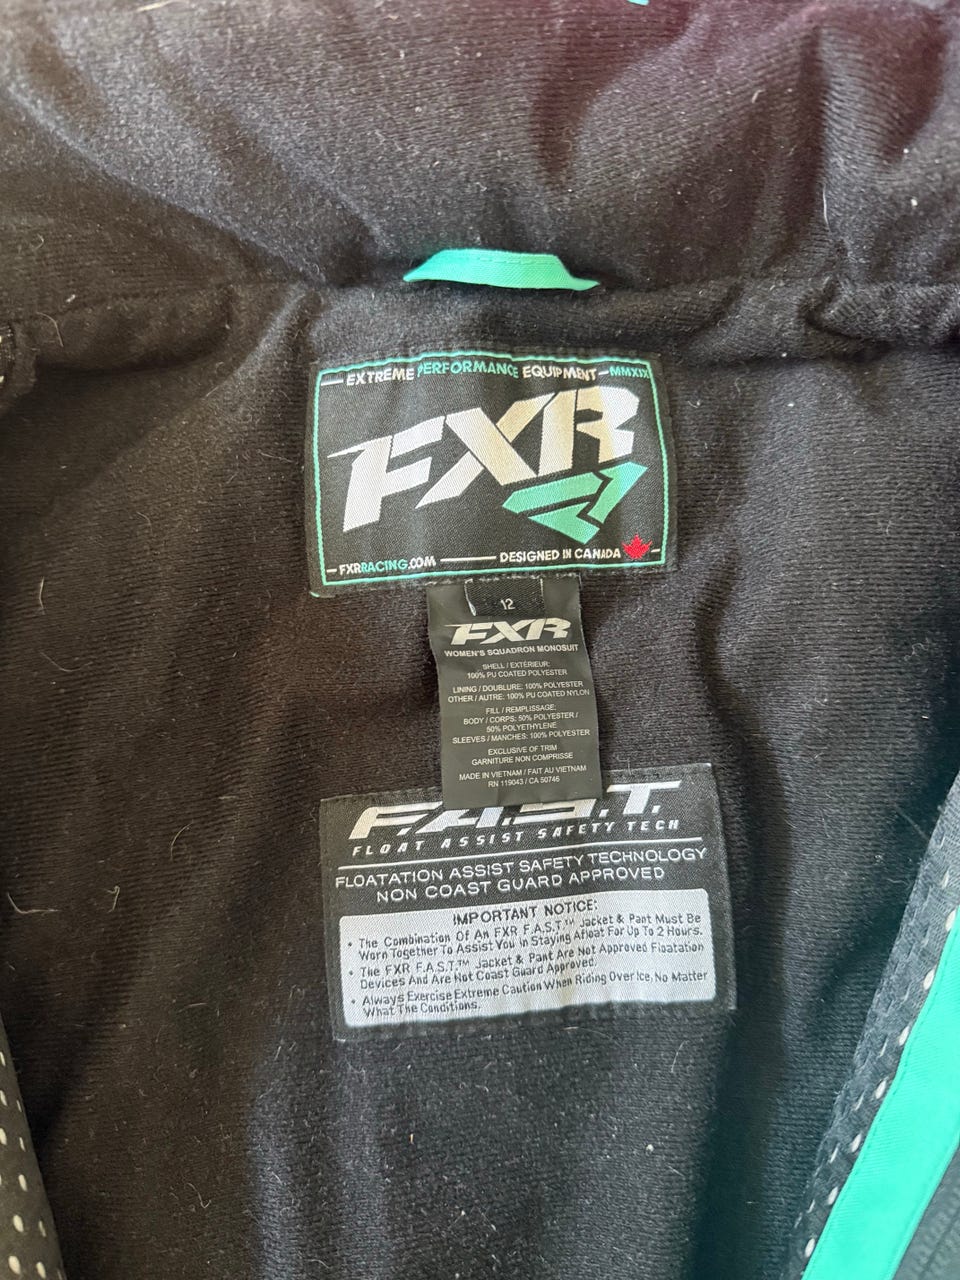 EXTREME PERFORMANCE EQUIPMENT-MMXIX
FXR
FXRRACING.COM
DESIGNED IN CANADA
12
FXR
WOMEN'S SQUADRON MONOSUIT
SHELL / EXTÉRIEUR:
100% PU COATED POLYESTER
LINING / DOUBLURE: 100% POLYESTER
OTHER / AUTRE: 100% PU COATED NYLON
FILL / REMPLISSAGE:
BODY / CORPS: 50% POLYESTER /
50% POLYETHYLENE
SLEEVES / MANCHES: 100% POLYESTER
EXCLUSIVE OF TRIM
GARNITURE NON COMPRISE
MADE IN VIETNAM / FAIT AU VIETNAM
RN 119043 / CA 50746
F.A.S.T.
FLOAT ASSIST SAFETY TECH
FLOATATION ASSIST SAFETY TECHNOLOGY
NON COAST GUARD APPROVED
IMPORTANT NOTICE:
• The Combination Of An FXR F.A.S.T.™ Jacket & Pant Must Be
Worn Together To Assist You in Staying Afloat For Up To 2 Hours.
• The FXR F.A.S.T.™ Jacket & Pant Are Not Approved Floatation
Devices And Are Not Coast Guard Approved.
• Always Exercise Extreme Caution When Riding Over Ice, No Matter
What The Conditions.